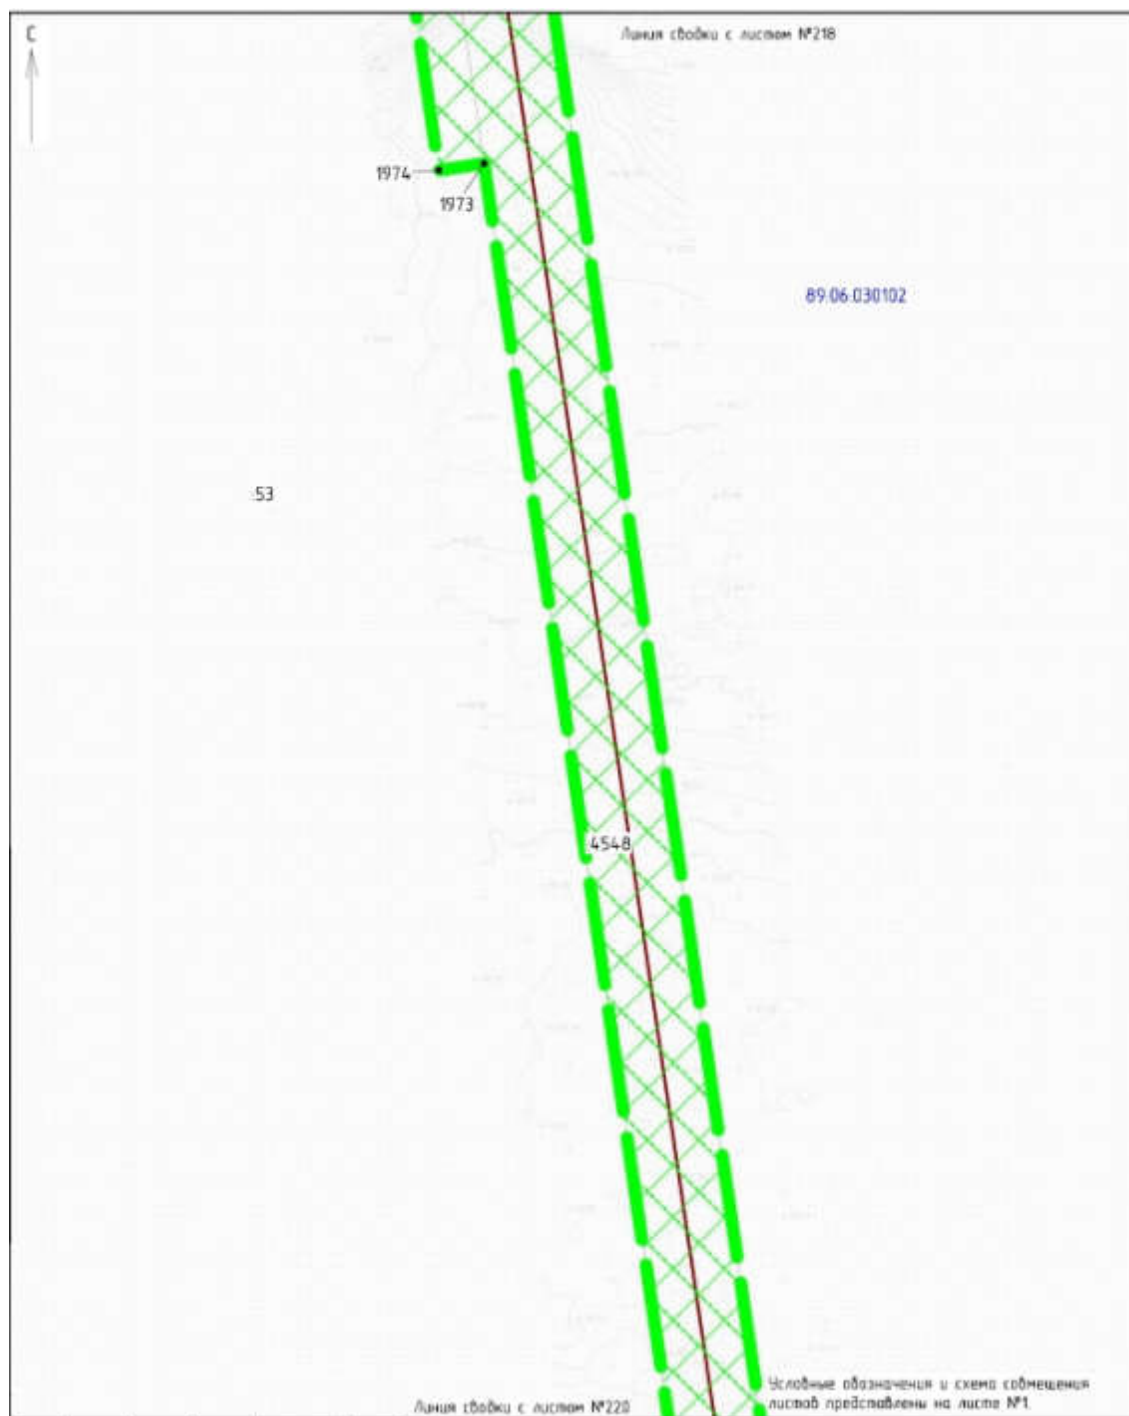 С
Линия сводки с листом №218
1974
1973
89:06:030102
:53
:4548
Условные обозначения и схема совмещения
листов представлены на листе №1.
Линия сводки с листом №220